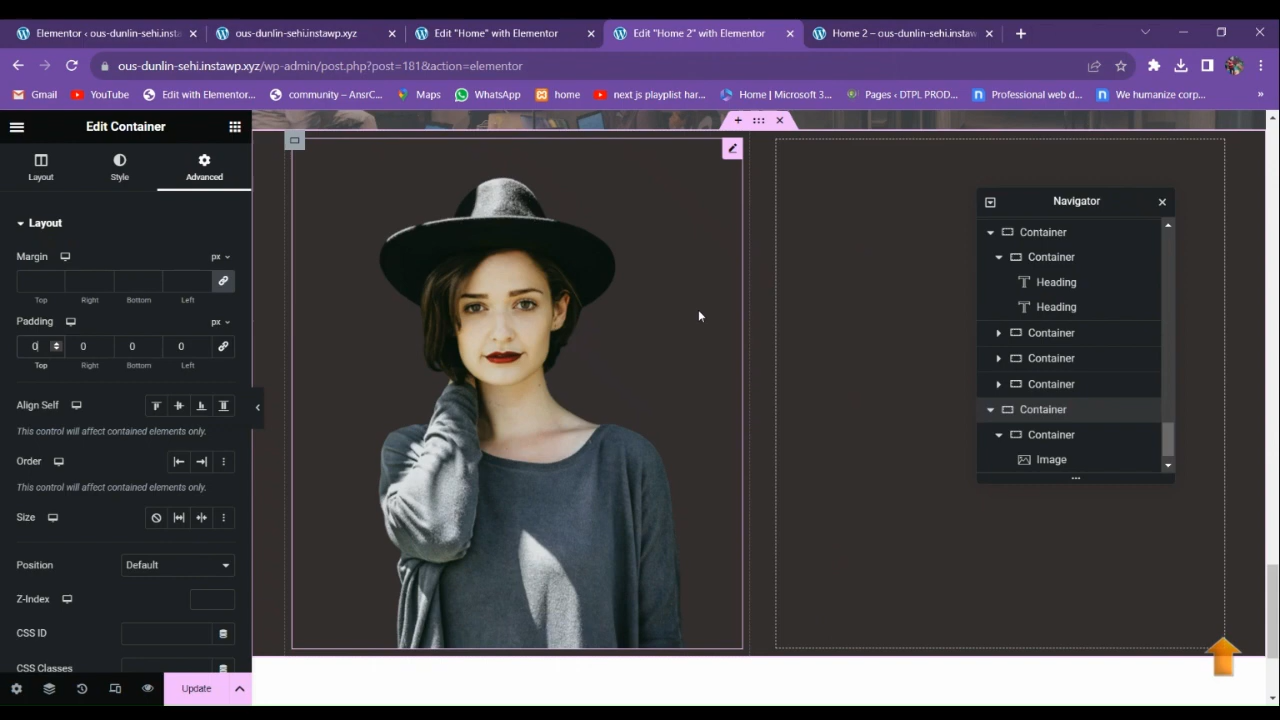 Elementor ‹ ous-dunlin-sehi.insta
ous-dunlin-sehi.instawp.xyz/
Edit "Home" with Elementor
Edit "Home 2" with Elementor
Home 2 – ous-dunlin-sehi.instaw
ous-dunlin-sehi.instawp.xyz/wp-admin/post.php?post=181&action=elementor
Gmail
YouTube
Edit with Elementor...
community – AnsrC...
Maps
WhatsApp
home
next js playlist har...
Home | Microsoft 3...
Pages ‹ DTPL PROD...
Professional web d...
We humanize corp...
»
Edit Container
Layout
Style
Advanced
Layout
Margin
px
Top Right Bottom Left
Padding
px
0 0 0 0
Top Right Bottom Left
Align Self
This control will affect contained elements only.
Order
This control will affect contained elements only.
Size
Position
Default
Z-Index
CSS ID
CSS Classes
Update
Navigator
Container
Container
Heading
Heading
Container
Container
Container
Container
Container
Image